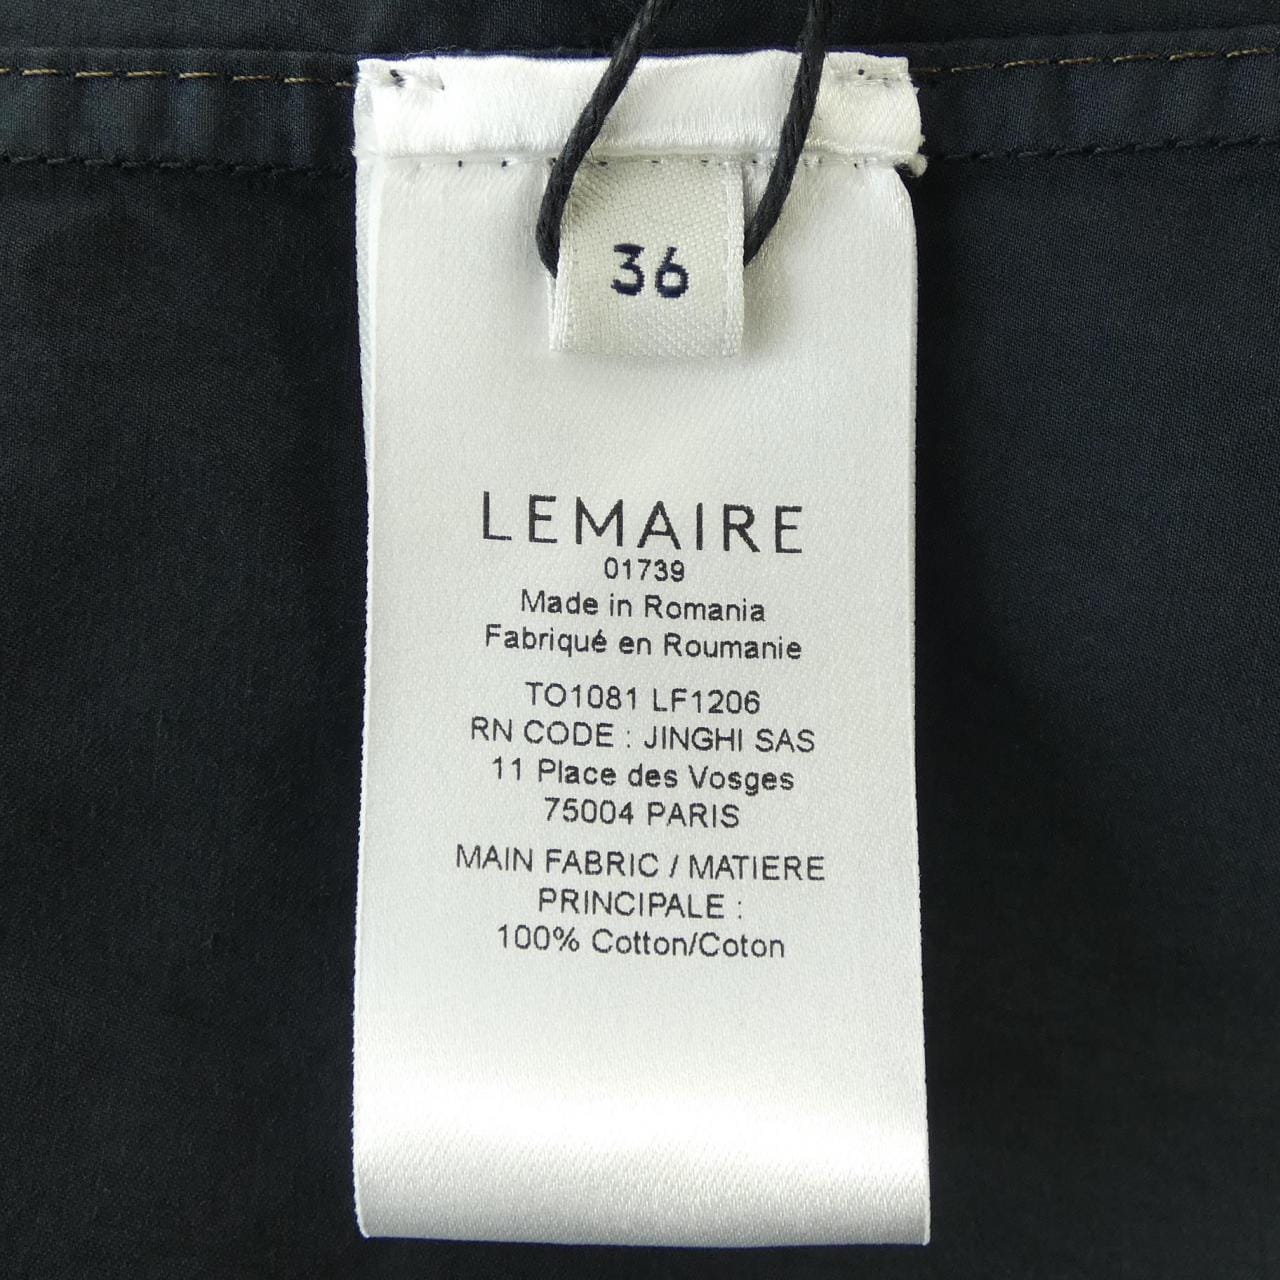 36
LEMAIRE
01739
Made in Romania
Fabriqué en Roumanie
TO1081 LF1206
RN CODE : JINGHI SAS
11 Place des Vosges
75004 PARIS
MAIN FABRIC / MATIERE
PRINCIPALE :
100% Cotton/Coton